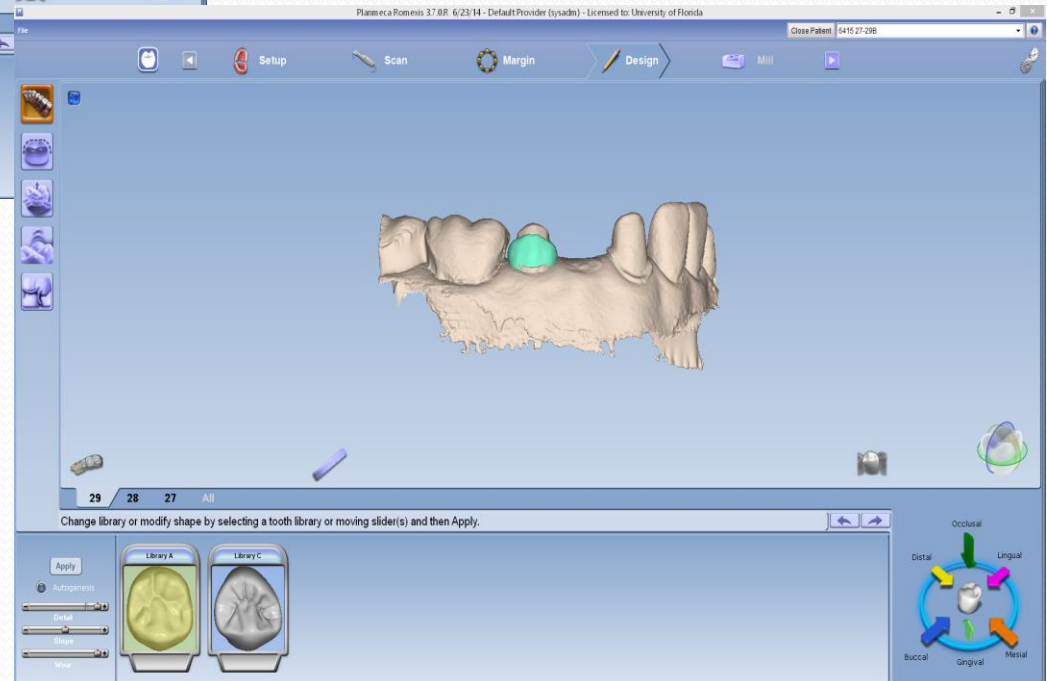 Planmeca Romexis 3.7.0.R 6/23/14 - Default Provider (sysadm) - Licensed to: University of Florida
File
Close Patient
6415 27-29B
Setup
Scan
Margin
Design
Mill
29 28 27 All
Change library or modify shape by selecting a tooth library or moving slider(s) and then Apply.
Apply
Autogenesis
Detail
Slope
Wear
Library A
Library C
Occlusal
Distal
Lingual
Buccal
Mesial
Gingival